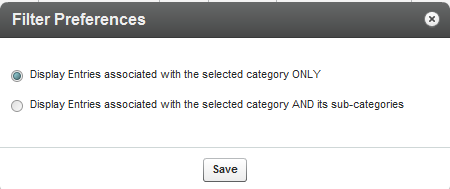 Filter Preferences
Display Entries associated with the selected category ONLY
Display Entries associated with the selected category AND its sub-categories
Save